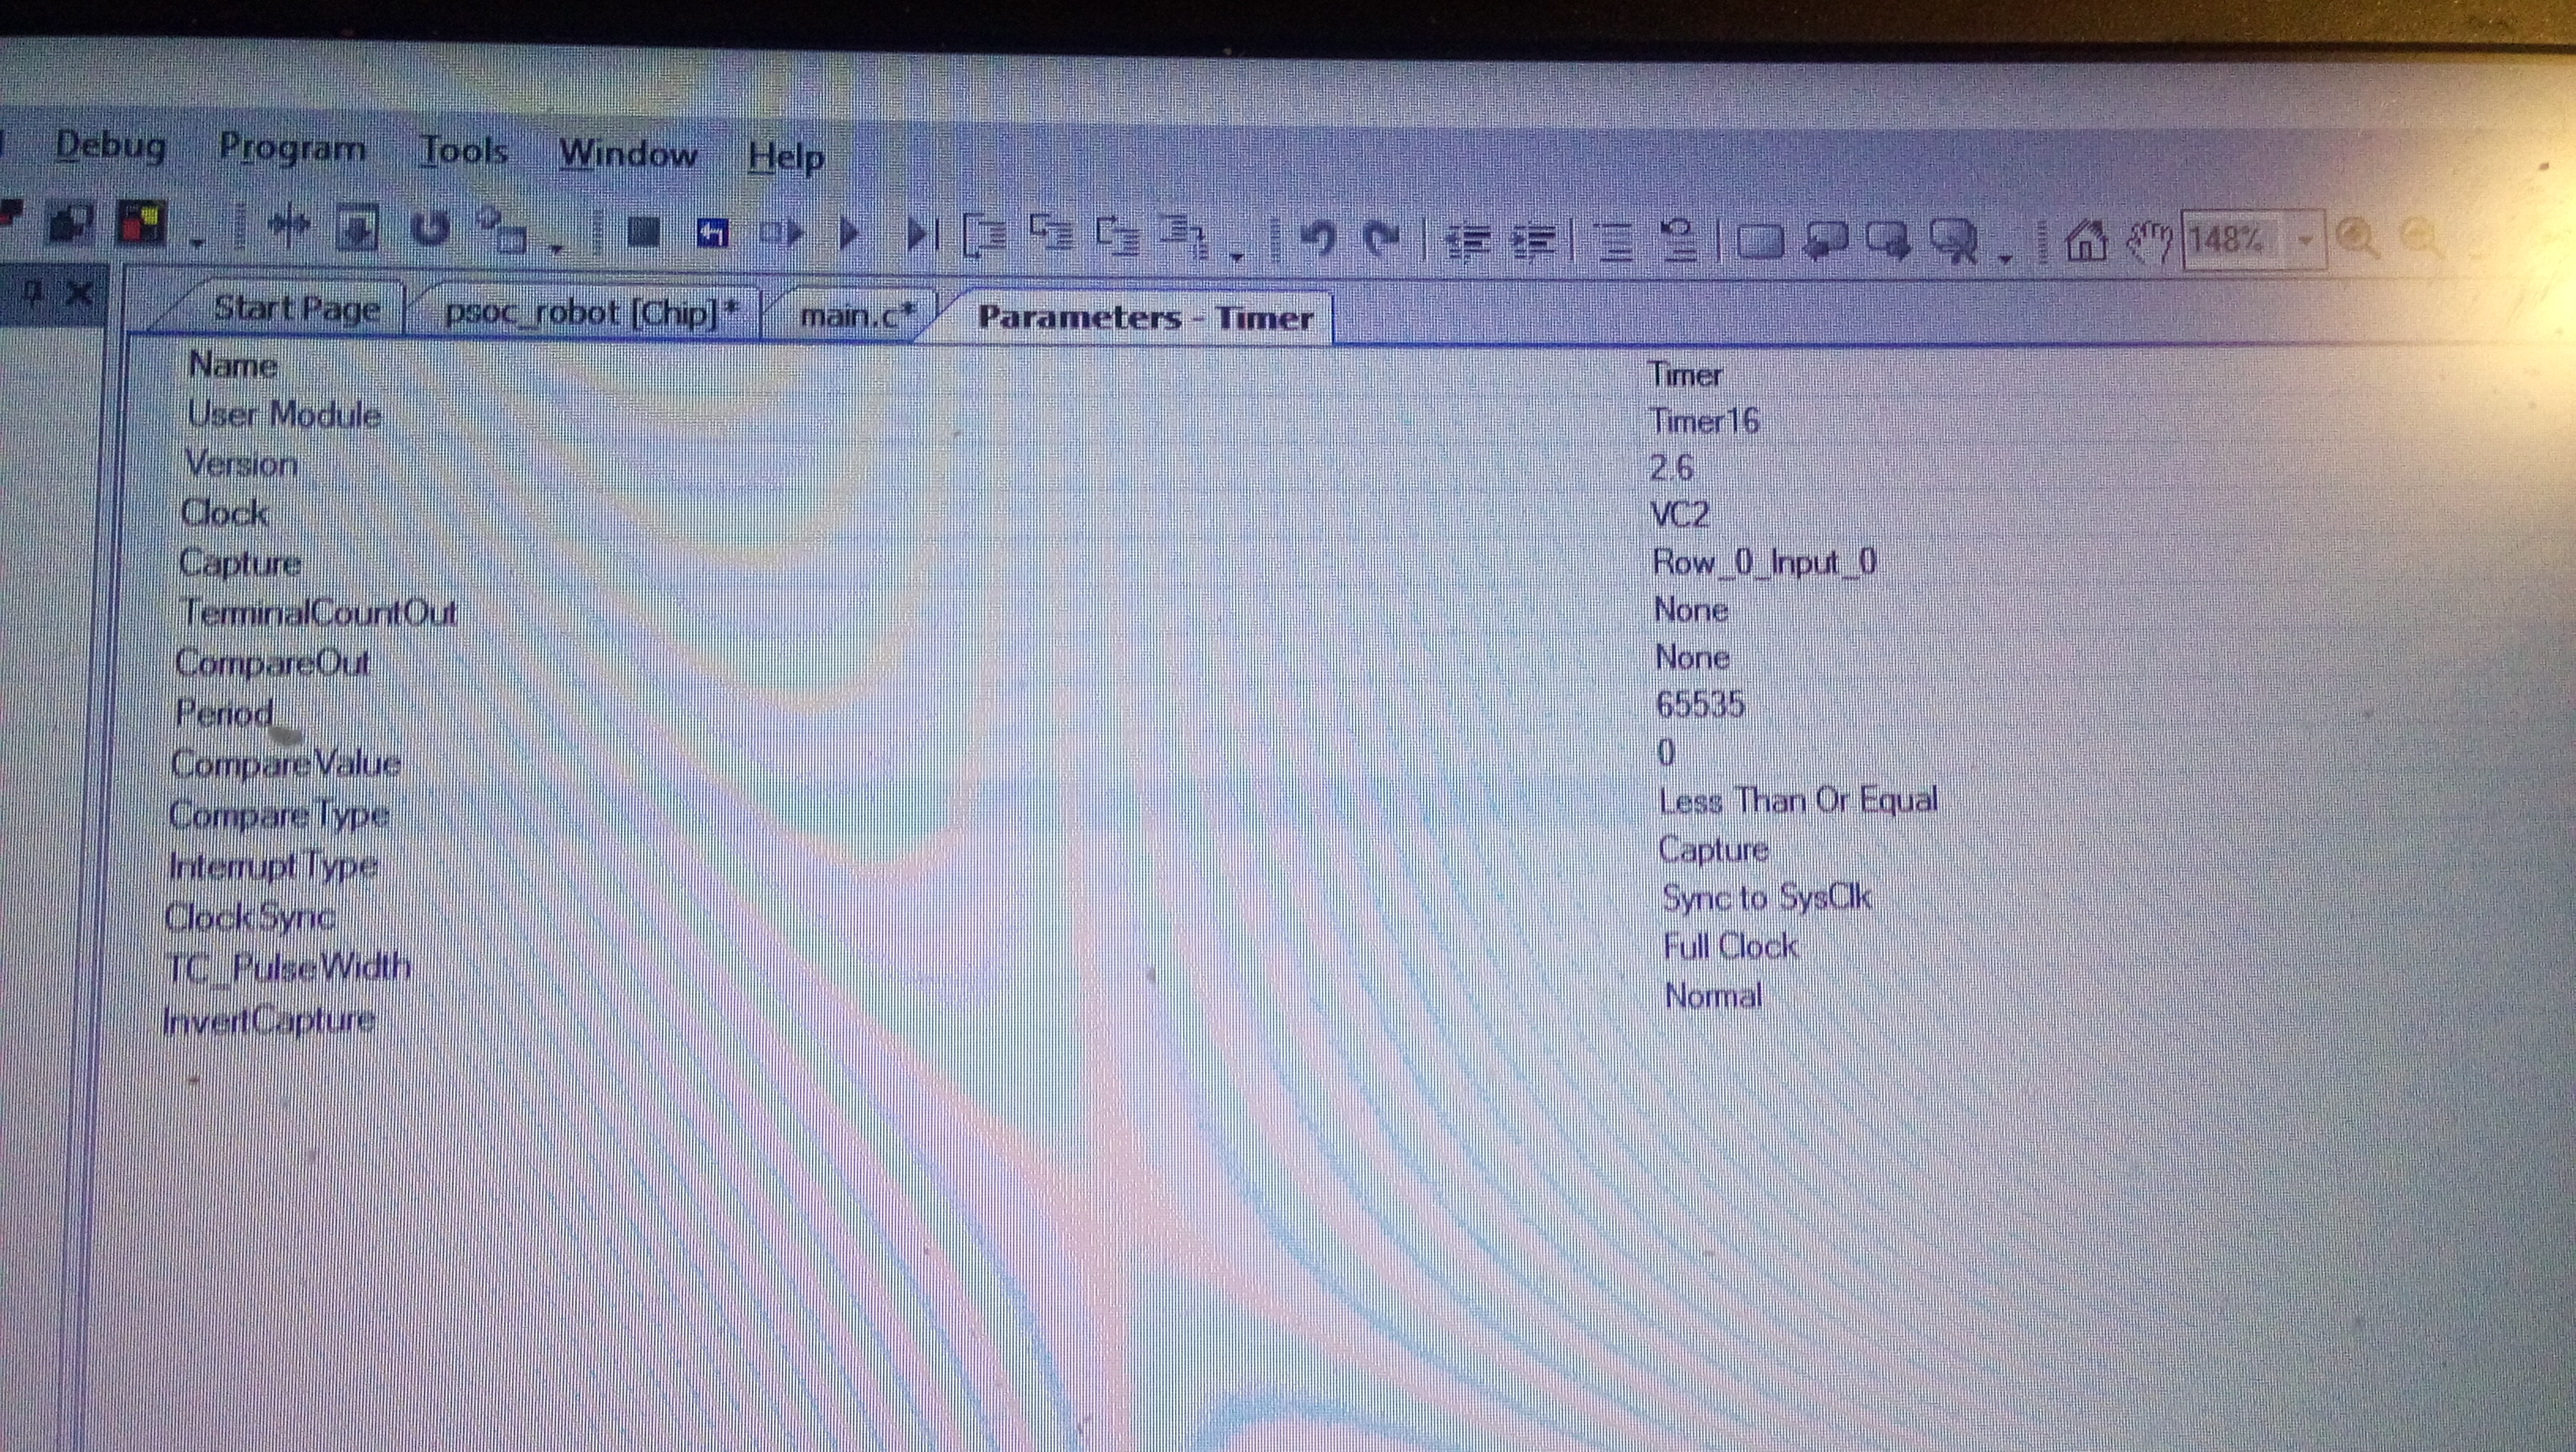 Debug Program Tools Window Help
148%
Start Page psoc_robot [Chip]* main.c* Parameters - Timer
Name Timer
User Module Timer16
Version 2.6
Clock VC2
Capture Row_0_Input_0
TerminalCountOut None
CompareOut None
Period 65535
CompareValue 0
CompareType Less Than Or Equal
InterruptType Capture
ClockSync Sync to SysClk
TC_PulseWidth Full Clock
InvertCapture Normal